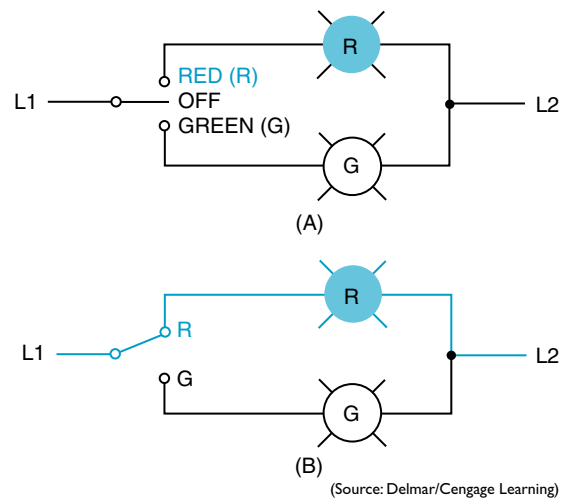 R
RED (R)
L1
OFF
L2
GREEN (G)
G
(A)
R
R
L1
L2
G
G
(B)
(Source: Delmar/Cengage Learning)